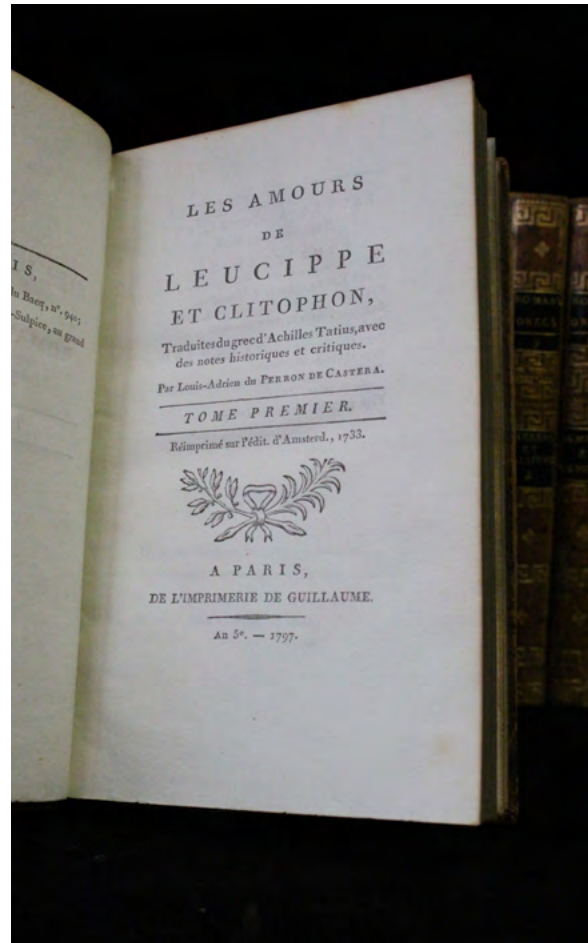 IS,
du Bacq, n°. 940;
-Sulpice, au grand
LES AMOURS
DE
LEUCIPPE
ET CLITOPHON,
Traduites du grec d'Achilles Tatius, avec
des notes historiques et critiques.
Par Louis-Adrien du PERRON DE CASTERA.
TOME PREMIER.
Réimprimé sur l'édit. d'Amsterd., 1733.
A PARIS,
DE L'IMPRIMERIE DE GUILLAUME.
An 5e. — 1797.
GRECS